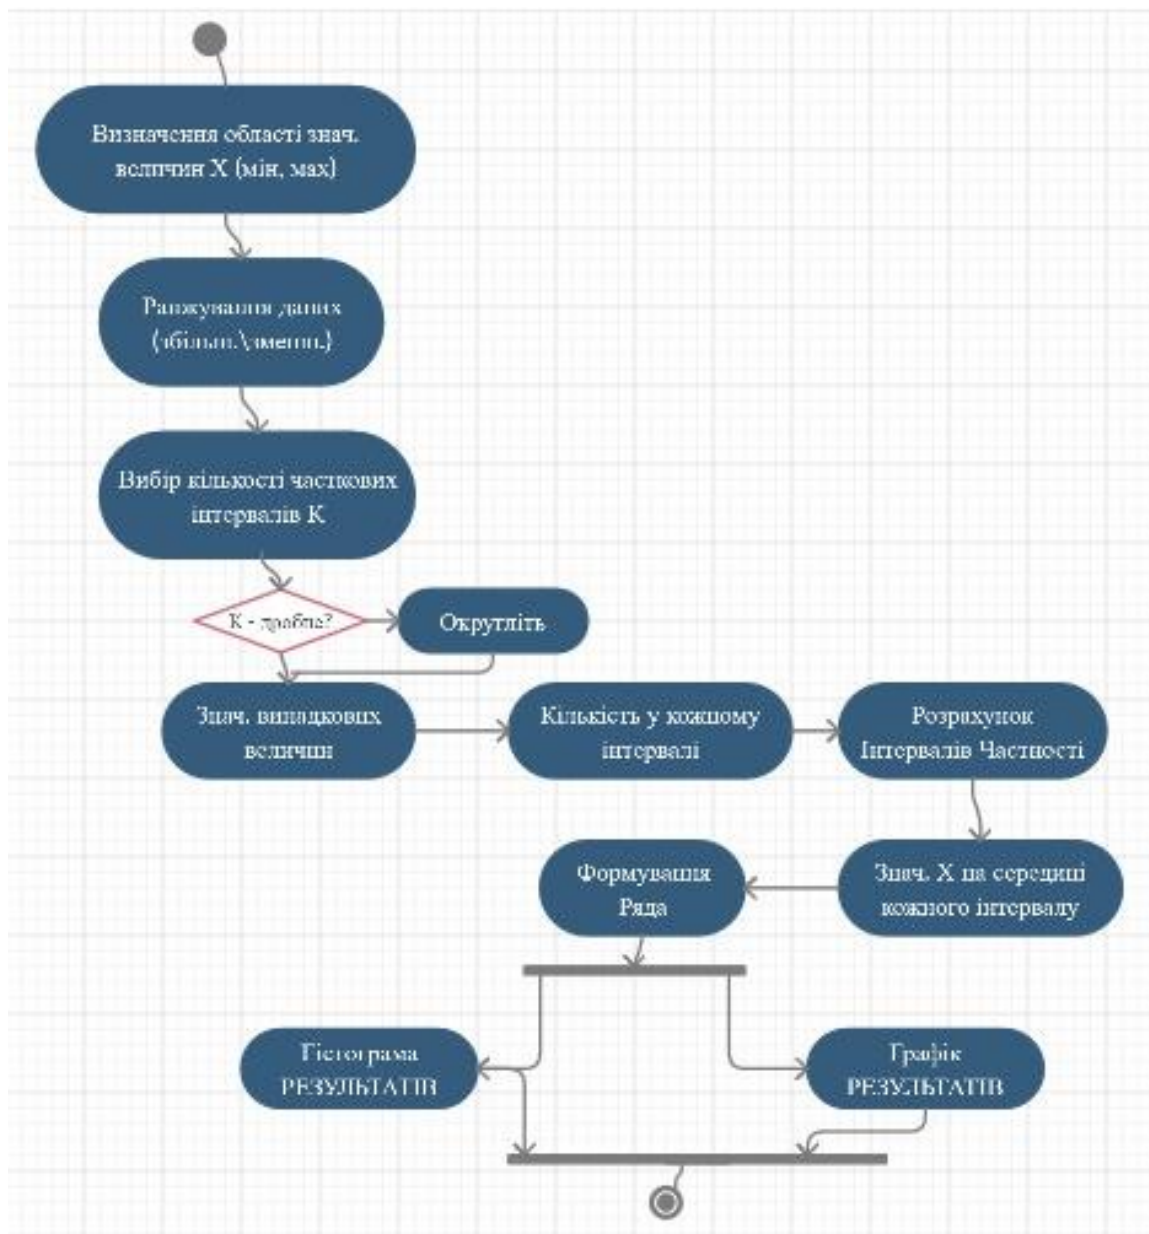 Визначення області знач.
величин X (мін, мах)
Ранжування даних
(збільш.\зменш.)
Вибір кількості часткових
інтервалів К
К - дробне?
Округліть
Знач. випадкових
величин
Кількість у кожному
інтервалі
Розрахунок
Інтервалів Частності
Формування
Ряда
Знач. X на середині
кожного інтервалу
Гістограма
РЕЗУЛЬТАТІВ
Графік
РЕЗУЛЬТАТІВ